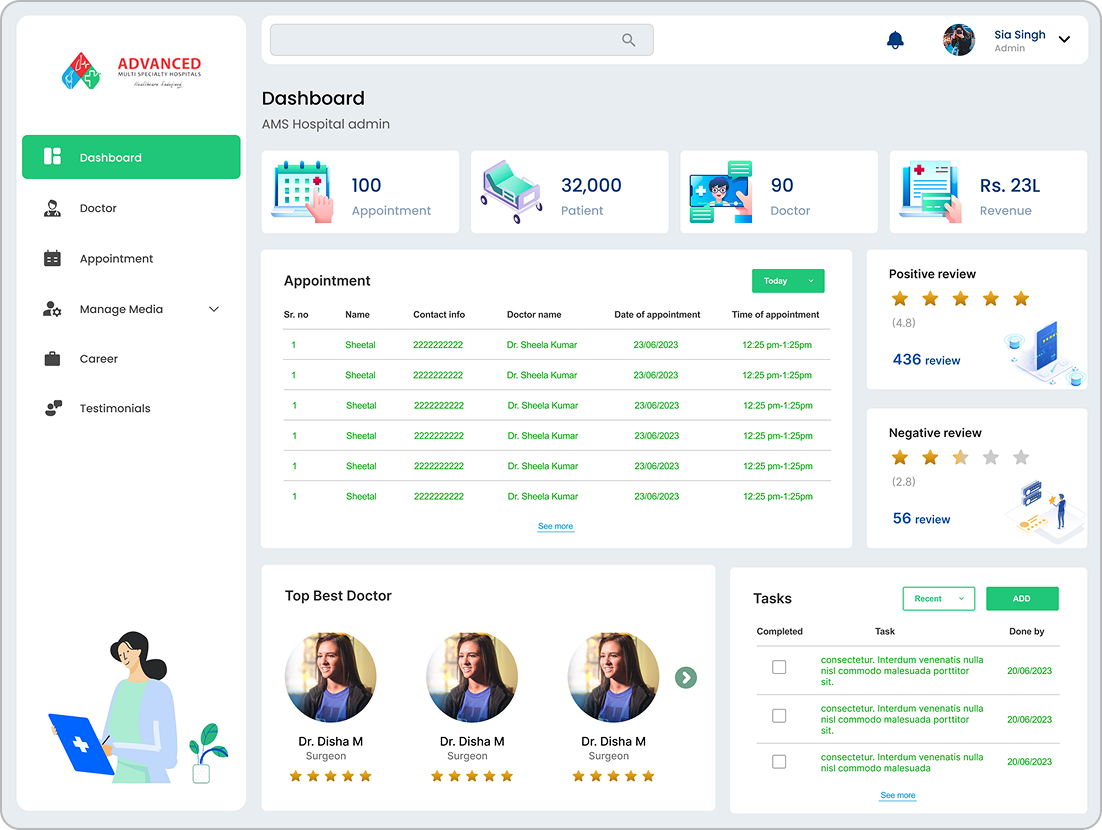 ADVANCED
MULTI SPECIALTY HOSPITALS
Dashboard
Doctor
Appointment
Manage Media
Career
Testimonials
Sia Singh
Admin
Dashboard
AMS Hospital admin
100
Appointment
32,000
Patient
90
Doctor
Rs. 23L
Revenue
Appointment
Today
Sr. no Name Contact info Doctor name Date of appointment Time of appointment
1 Sheetal 2222222222 Dr. Sheela Kumar 23/06/2023 12:25 pm-1:25pm
1 Sheetal 2222222222 Dr. Sheela Kumar 23/06/2023 12:25 pm-1:25pm
1 Sheetal 2222222222 Dr. Sheela Kumar 23/06/2023 12:25 pm-1:25pm
1 Sheetal 2222222222 Dr. Sheela Kumar 23/06/2023 12:25 pm-1:25pm
1 Sheetal 2222222222 Dr. Sheela Kumar 23/06/2023 12:25 pm-1:25pm
1 Sheetal 2222222222 Dr. Sheela Kumar 23/06/2023 12:25 pm-1:25pm
See more
Positive review
(4.8)
436 review
Negative review
(2.8)
56 review
Top Best Doctor
Dr. Disha M
Surgeon
Dr. Disha M
Surgeon
Dr. Disha M
Surgeon
Tasks
Recent
ADD
Completed Task Done by
consectetur. Interdum venenatis nulla
nisl commodo malesuada porttitor
sit.
20/06/2023
consectetur. Interdum venenatis nulla
nisl commodo malesuada porttitor
sit.
20/06/2023
consectetur. Interdum venenatis nulla
nisl commodo malesuada
20/06/2023
See more